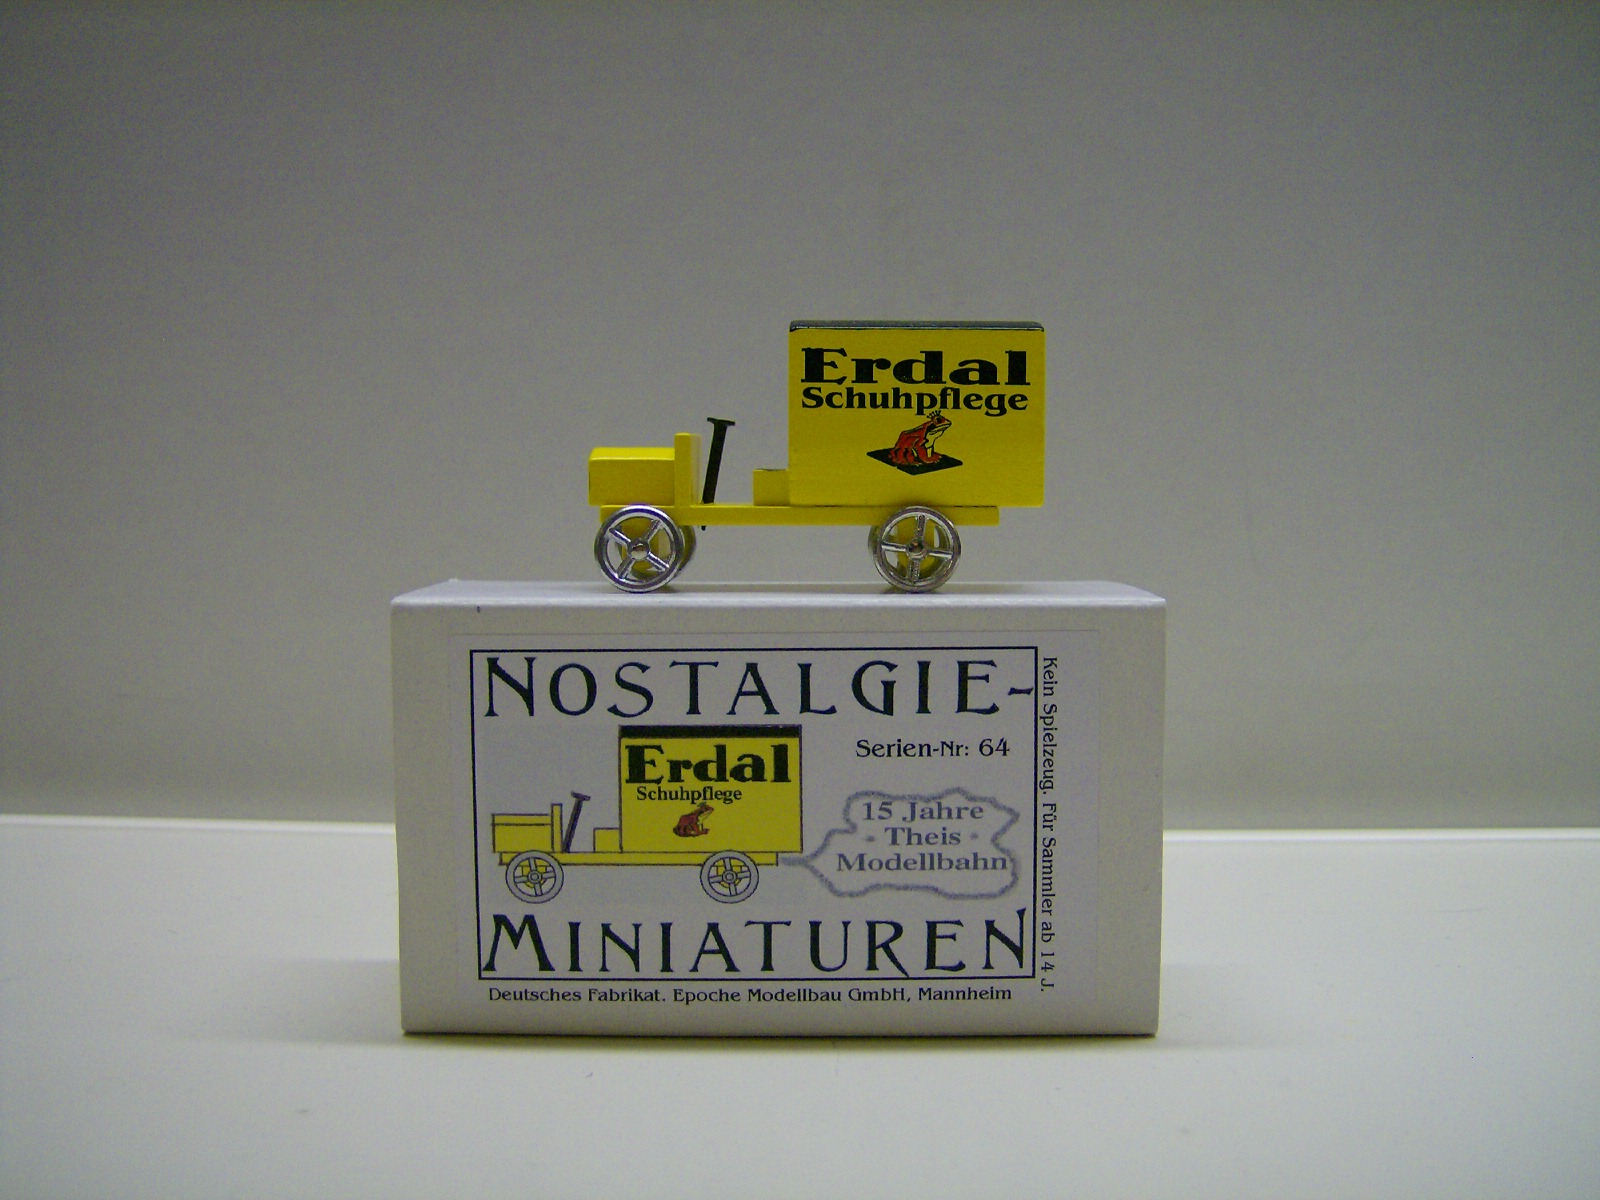 Erdal
Schuhpflege
NOSTALGIE-
Erdal
Schuhpflege
Serien-Nr: 64
15 Jahre
· Theis ·
Modellbahn
MINIATUREN
Deutsches Fabrikat. Epoche Modellbau GmbH, Mannheim
Kein Spielzeug. Für Sammler ab 14 J.